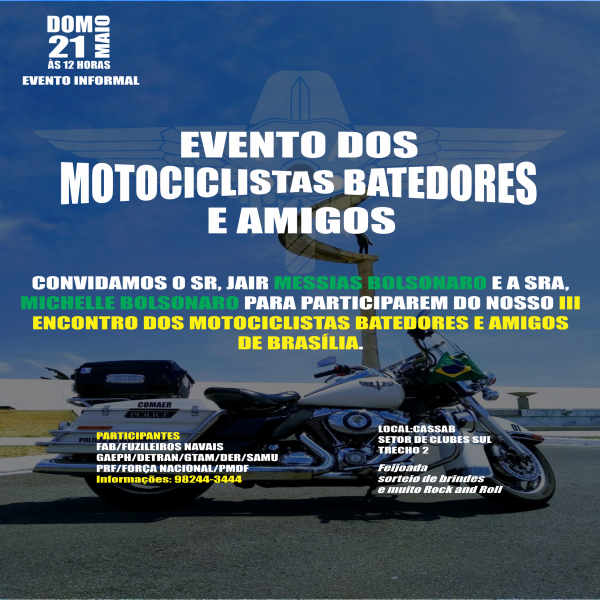 DOM
21
MAIO
ÀS 12 HORAS
EVENTO INFORMAL
EVENTO DOS
MOTOCICLISTAS BATEDORES
E AMIGOS
CONVIDAMOS O SR, JAIR MESSIAS BOLSONARO E A SRA,
MICHELLE BOLSONARO PARA PARTICIPAREM DO NOSSO III
ENCONTRO DOS MOTOCICLISTAS BATEDORES E AMIGOS
DE BRASÍLIA.
COMAER
POLICE
PARTICIPANTES
FAB/FUZILEIROS NAVAIS
GAEPH/DETRAN/GTAM/DER/SAMU
PRF/FORÇA NACIONAL/PMDF
Informações: 98244-3444
LOCAL:CASSAB
SETOR DE CLUBES SUL
TRECHO 2
Feijoada
sorteio de brindes
e muito Rock and Roll